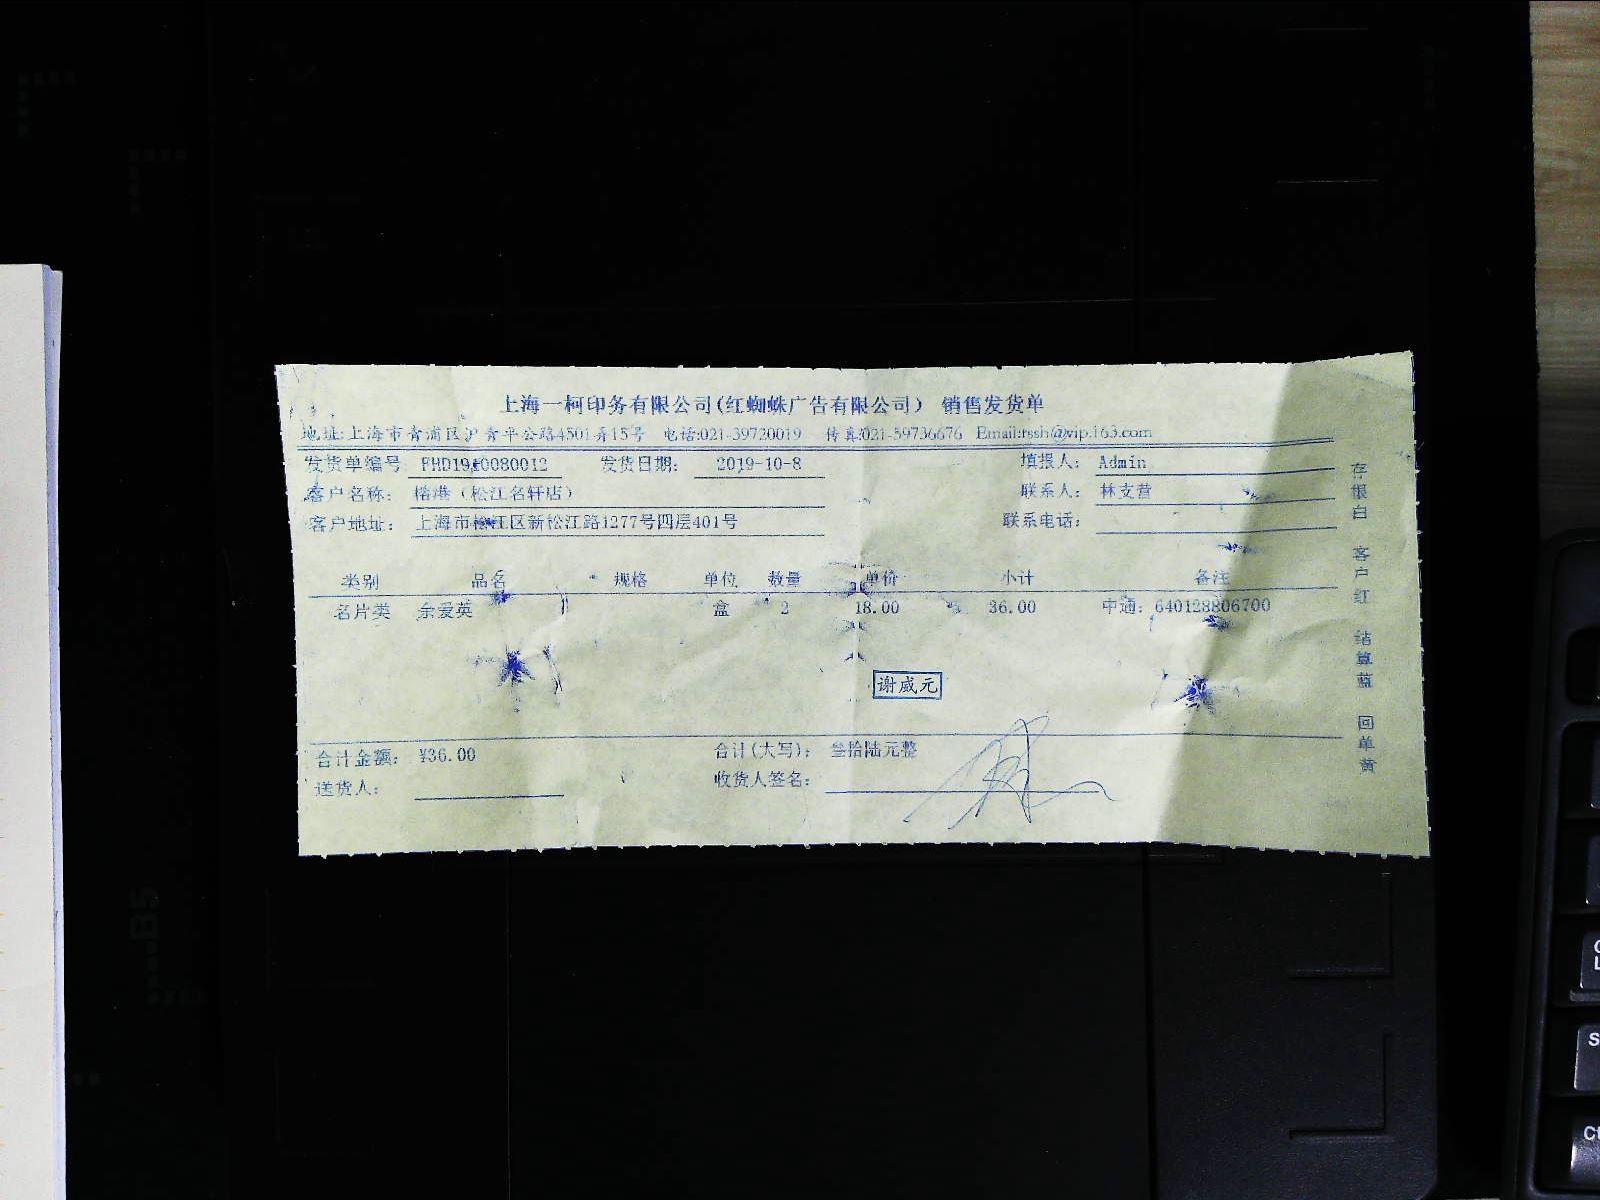 上海一柯印务有限公司(红蜘蛛广告有限公司) 销售发货单
地址:上海市青浦区沪青平公路4501弄15号 电话:021-39720019 传真:021-59736676 Email:rssh@vip.163.com
发货单编号 FHD1910080012 发货日期: 2019-10-8 填报人: Admin
客户名称: 榕港(松江名轩店) 联系人: 林支营
客户地址: 上海市松江区新松江路1277号四层401号 联系电话:
类别 品名 规格 单位 数量 单价 小计 备注
名片类 余爱英 盒 2 18.00 36.00 中通: 640128806700
谢威元
合计金额: ¥36.00 合计(大写): 叁拾陆元整
送货人: 收货人签名:
存根白 客户红 结算蓝 回单黄
B5